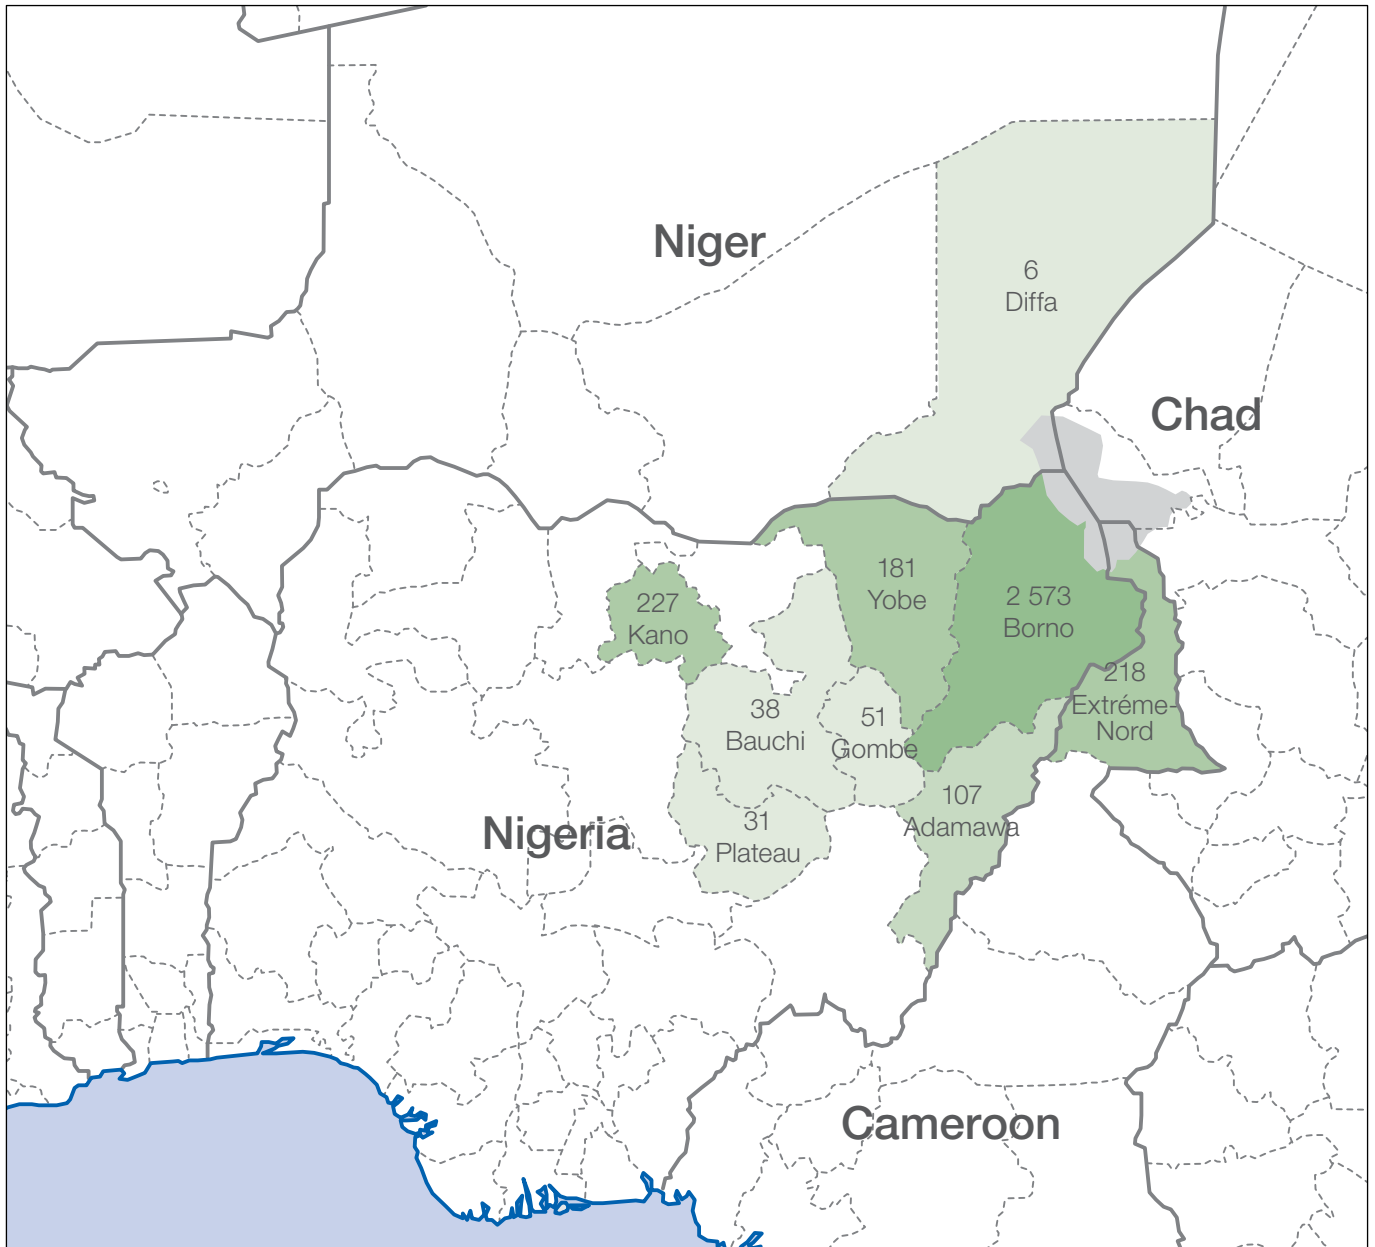 Niger
6
Diffa
Chad
181
Yobe
2 573
Borno
227
Kano
218
Extréme-
Nord
38
Bauchi
51
Gombe
107
Adamawa
31
Plateau
Nigeria
Cameroon